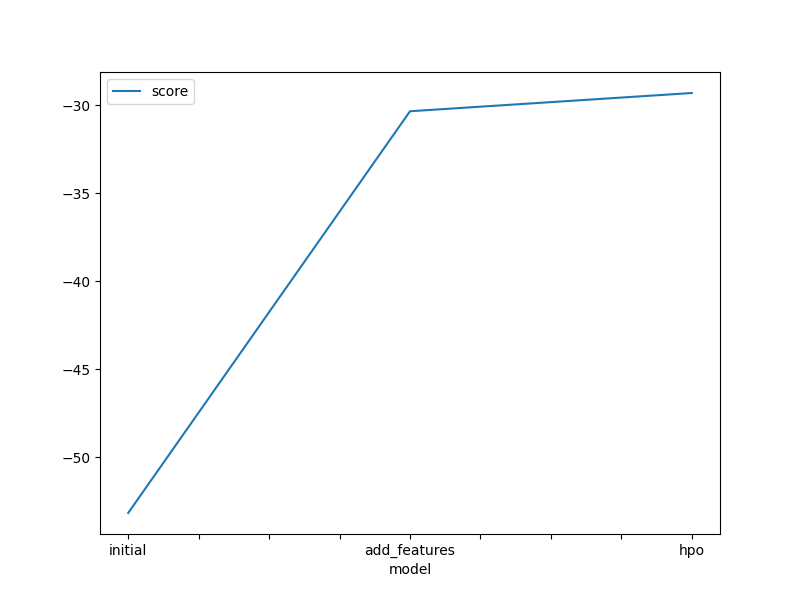 score
−30
−35
−40
−45
−50
initial
add_features
hpo
model